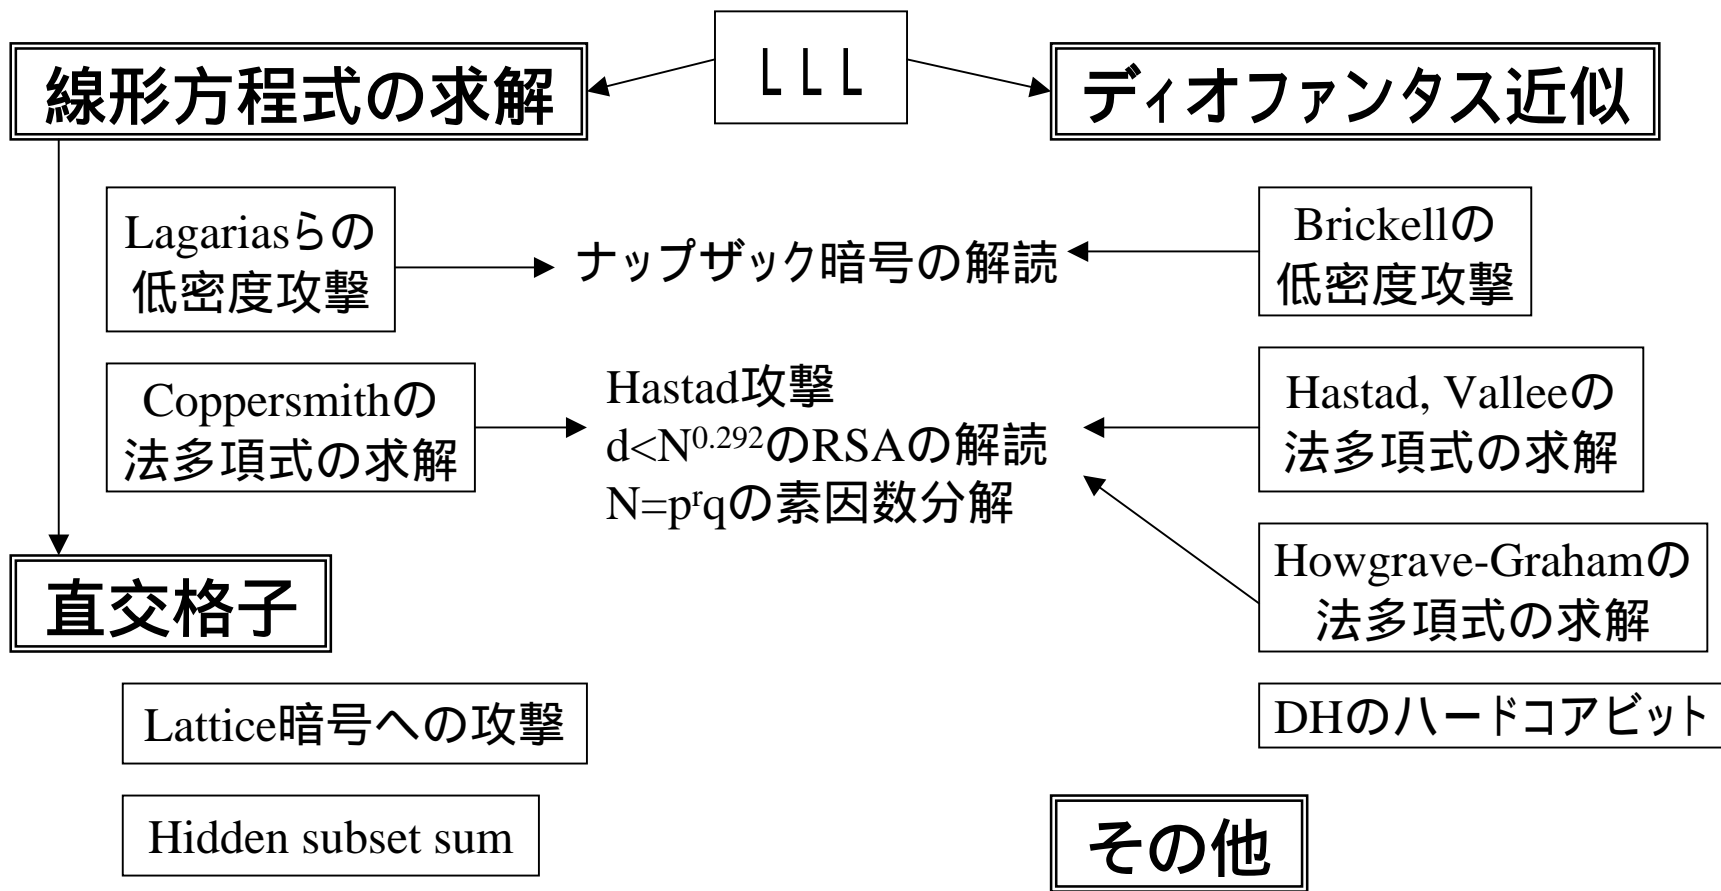 LLL
線形方程式の求解
ディオファンタス近似
Lagariasらの
低密度攻撃
ナップザック暗号の解読
Brickellの
低密度攻撃
Coppersmithの
法多項式の求解
Hastad攻撃
d<N^0.292のRSAの解読
N=p^rqの素因数分解
Hastad, Valleeの
法多項式の求解
直交格子
Howgrave-Grahamの
法多項式の求解
Lattice暗号への攻撃
DHのハードコアビット
Hidden subset sum
その他